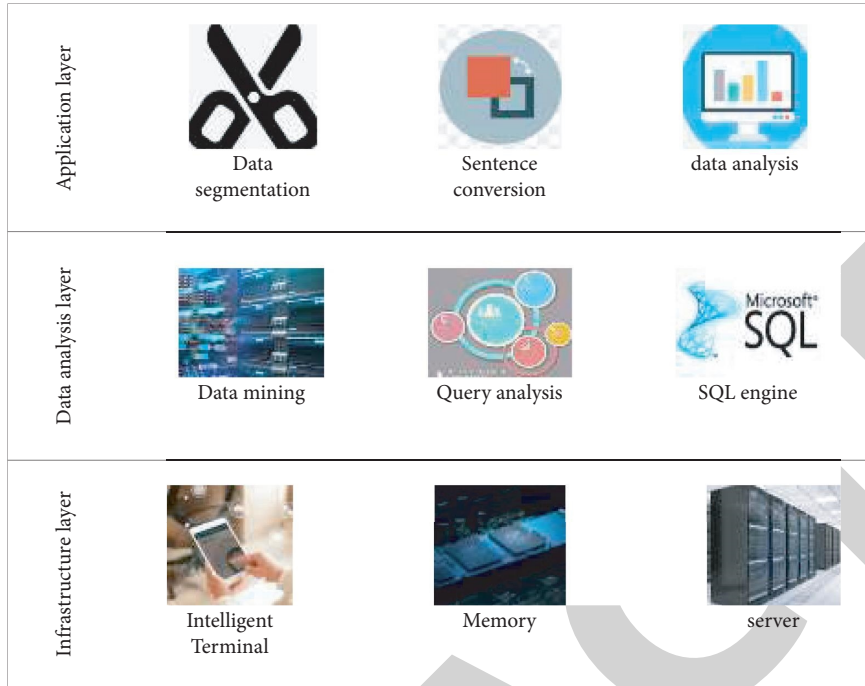 Application layer
Data
segmentation
Sentence
conversion
data analysis
Data analysis layer
Data mining
Query analysis
Microsoft®
SQL
SQL engine
Infrastructure layer
Intelligent
Terminal
Memory
server